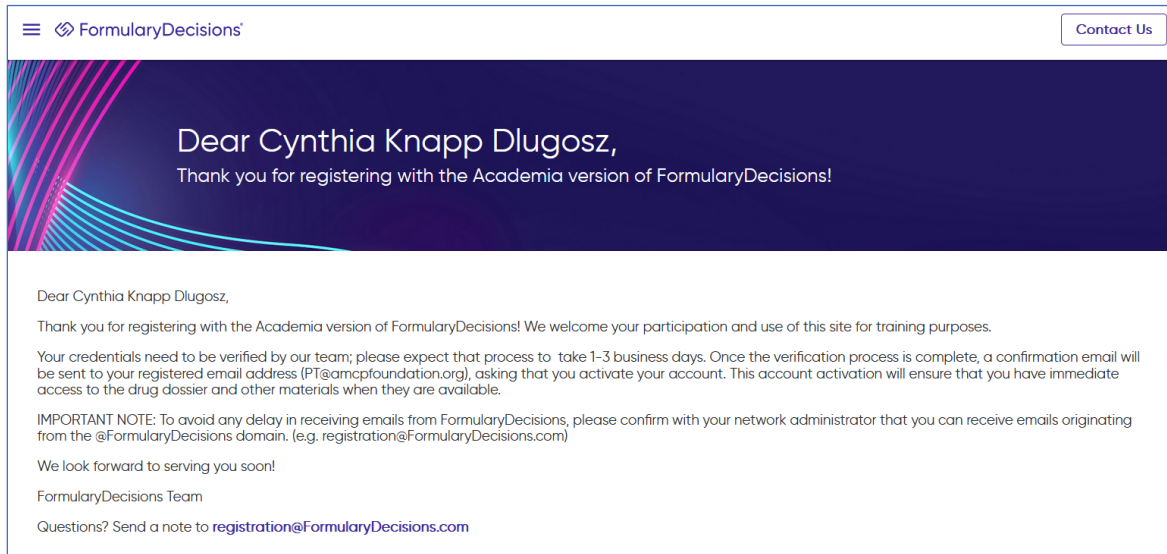 FormularyDecisions®
Contact Us
Dear Cynthia Knapp Dlugosz,
Thank you for registering with the Academia version of FormularyDecisions!
Dear Cynthia Knapp Dlugosz,
Thank you for registering with the Academia version of FormularyDecisions! We welcome your participation and use of this site for training purposes.
Your credentials need to be verified by our team; please expect that process to take 1-3 business days. Once the verification process is complete, a confirmation email will
be sent to your registered email address (PT@amcpfoundation.org), asking that you activate your account. This account activation will ensure that you have immediate
access to the drug dossier and other materials when they are available.
IMPORTANT NOTE: To avoid any delay in receiving emails from FormularyDecisions, please confirm with your network administrator that you can receive emails originating
from the @FormularyDecisions domain. (e.g. registration@FormularyDecisions.com)
We look forward to serving you soon!
FormularyDecisions Team
Questions? Send a note to registration@FormularyDecisions.com